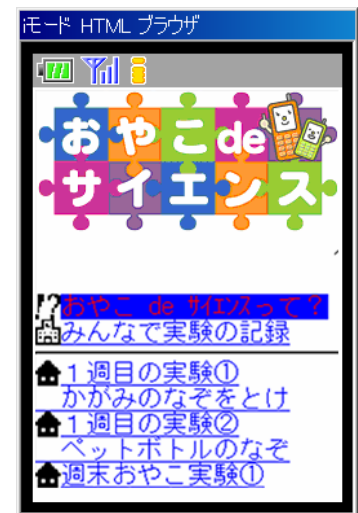 iモード HTML ブラウザ
おやこde
サイエンス
おやこ de ｻｲｴﾝｽって？
みんなで実験の記録
１週目の実験①
かがみのなぞをとけ
１週目の実験②
ペットボトルのなぞ
週末おやこ実験①